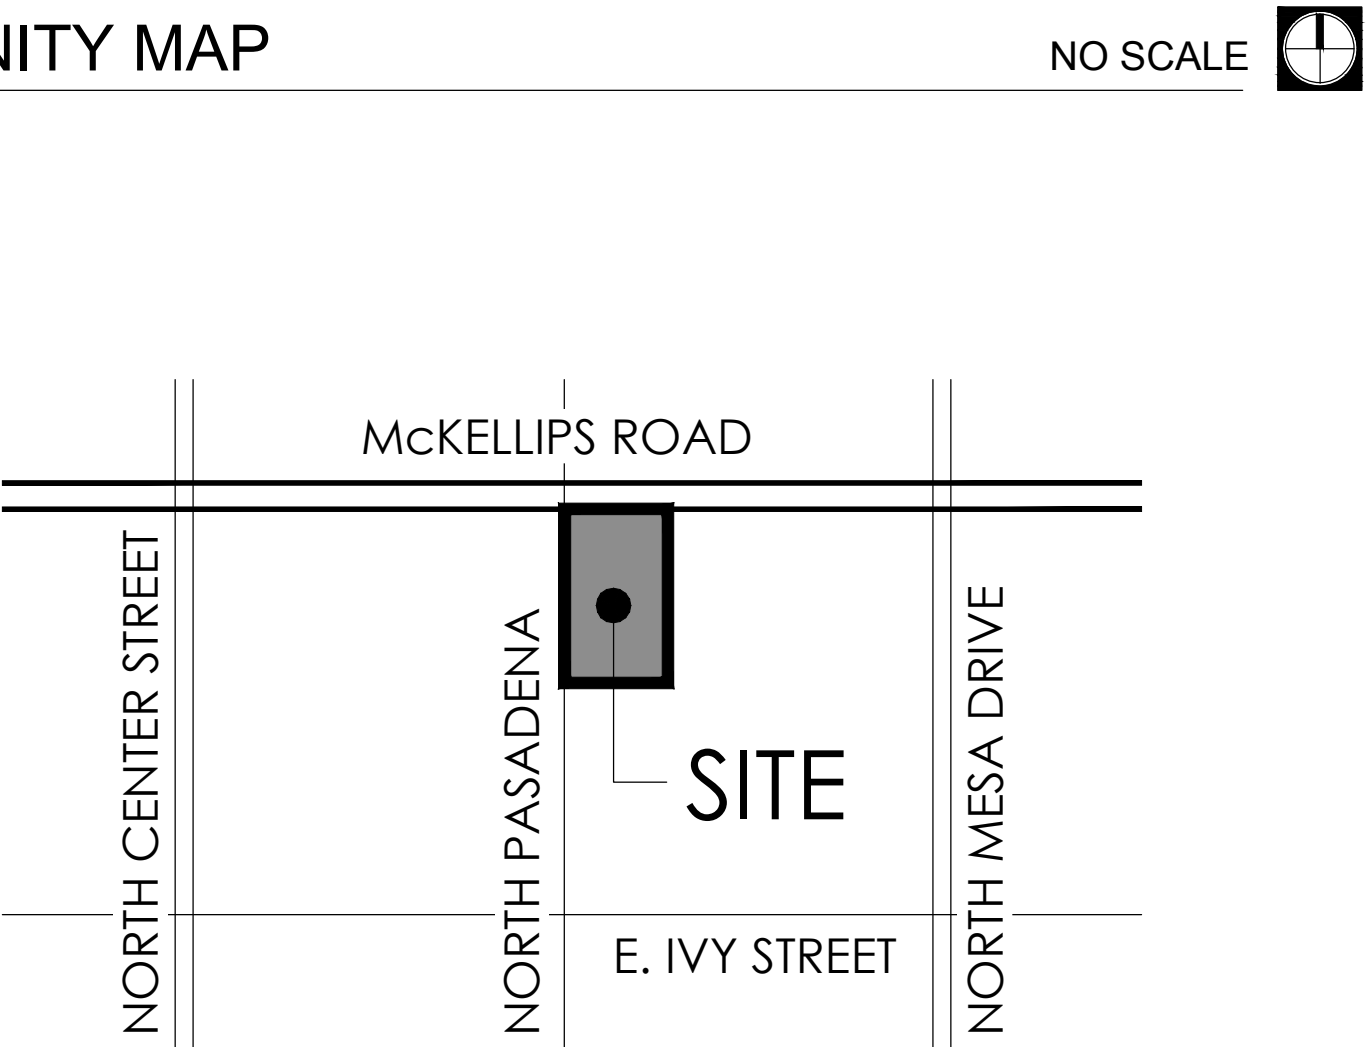 NITY MAP
NO SCALE
McKELLIPS ROAD
NORTH CENTER STREET
NORTH PASADENA
NORTH MESA DRIVE
SITE
E. IVY STREET